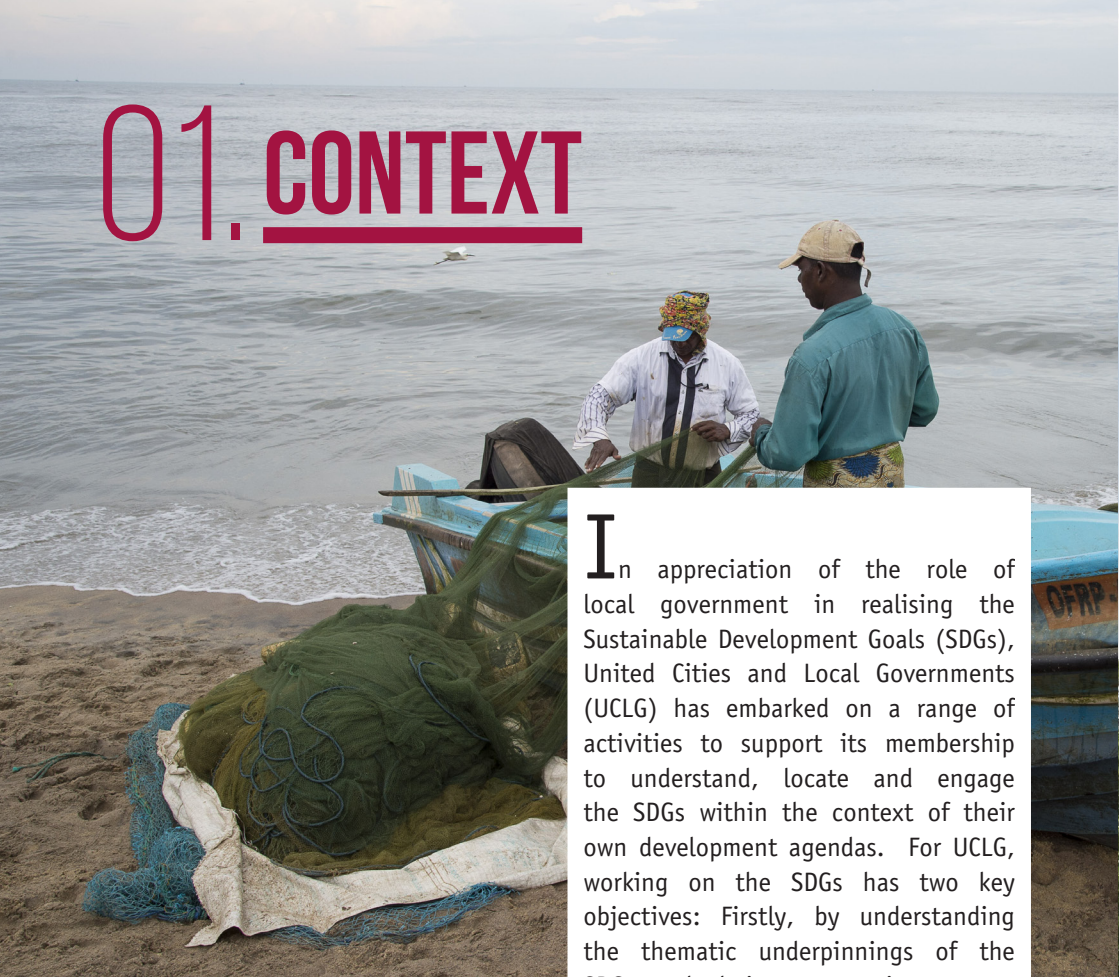 01. CONTEXT
In appreciation of the role of
local government in realising the
Sustainable Development Goals (SDGs),
United Cities and Local Governments
(UCLG) has embarked on a range of
activities to support its membership
to understand, locate and engage
the SDGs within the context of their
own development agendas. For UCLG,
working on the SDGs has two key
objectives: Firstly, by understanding
the thematic underpinnings of the
OFRP-